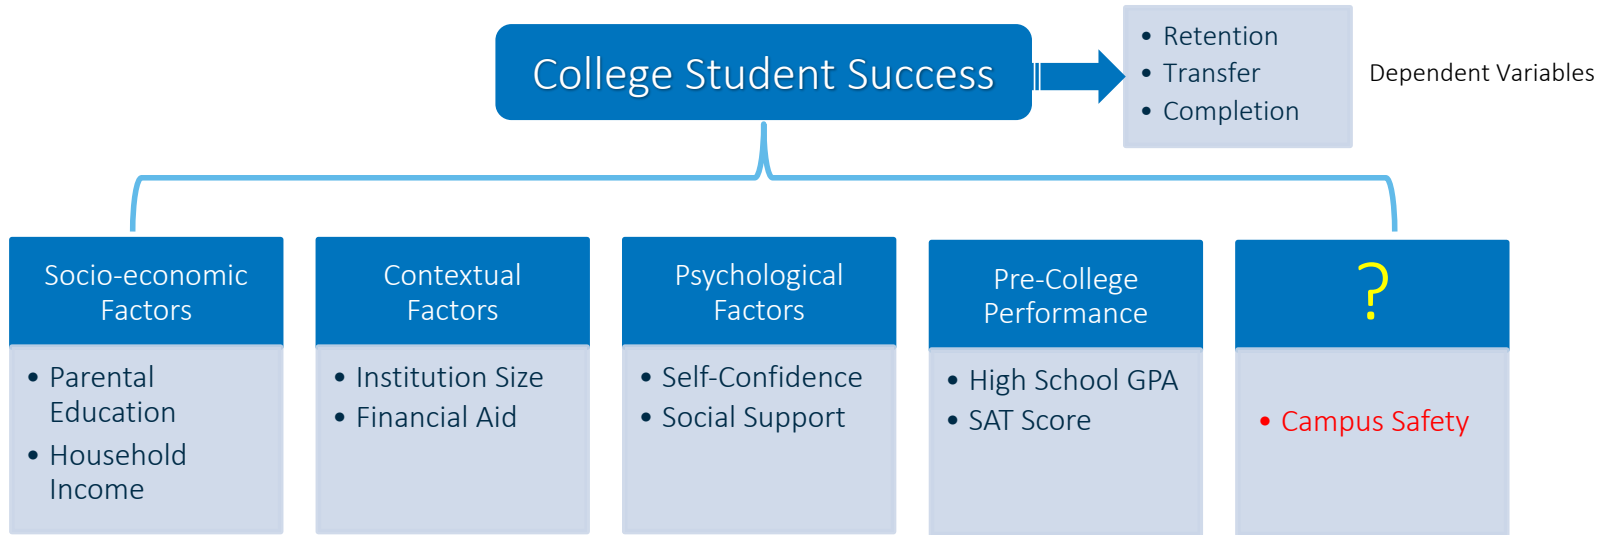 College Student Success
• Retention
• Transfer
• Completion
Dependent Variables
Socio-economic
Factors
• Parental
Education
• Household
Income
Contextual
Factors
• Institution Size
• Financial Aid
Psychological
Factors
• Self-Confidence
• Social Support
Pre-College
Performance
• High School GPA
• SAT Score
?
• Campus Safety